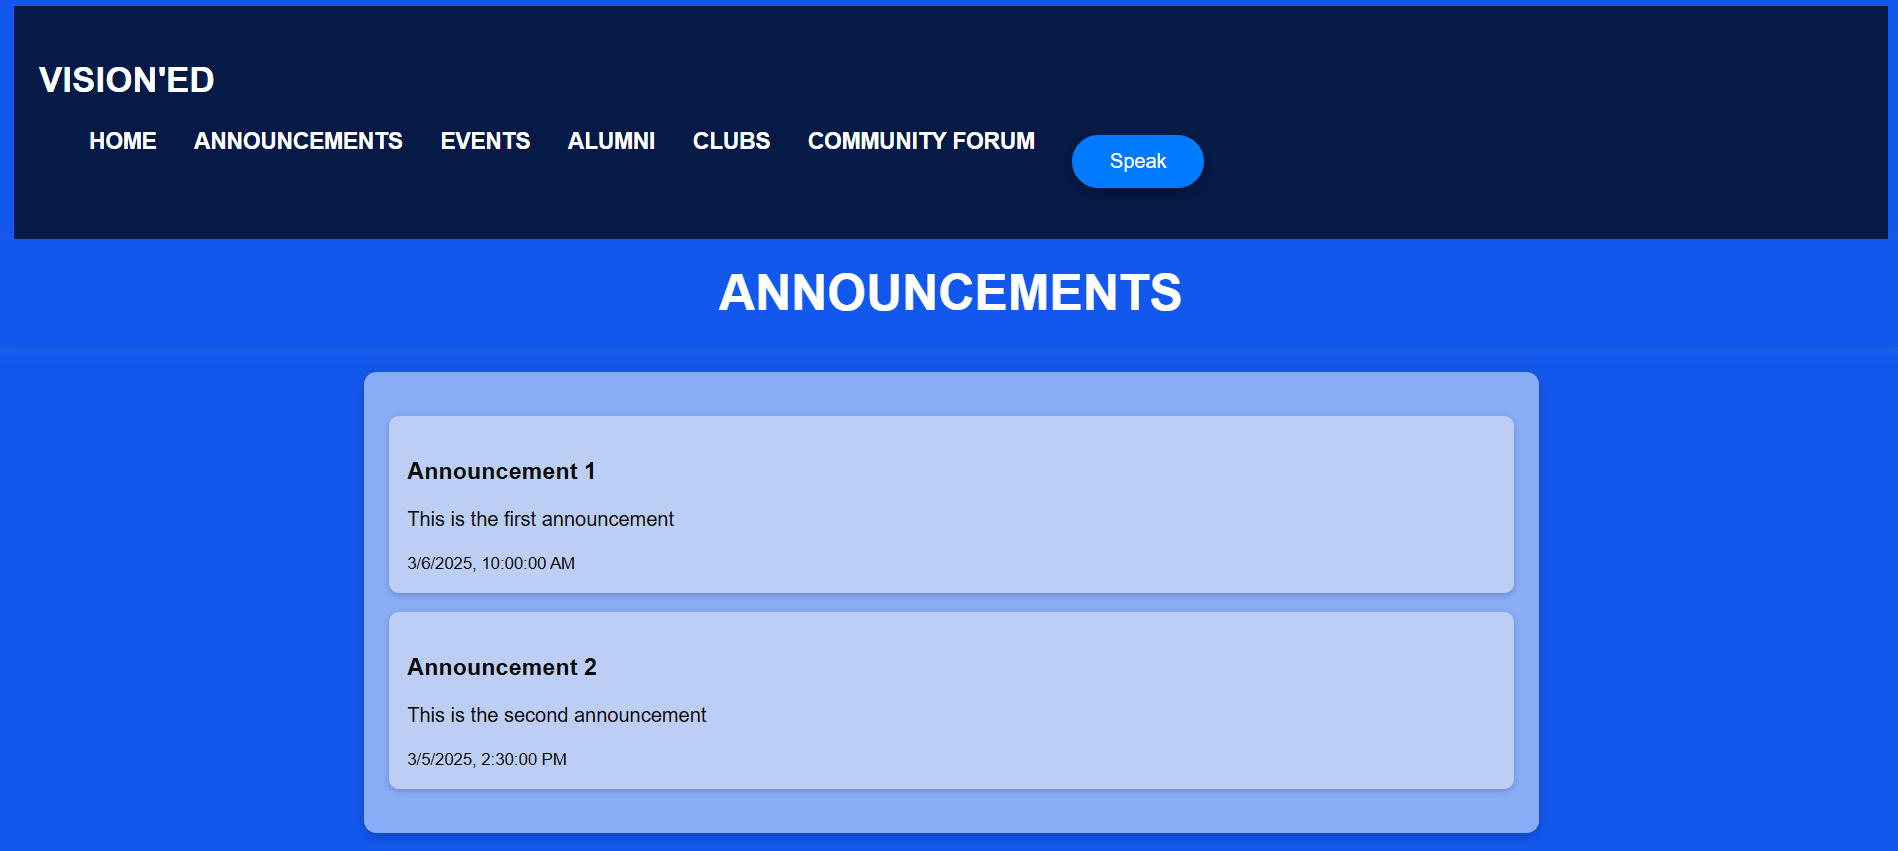 VISION'ED
HOME ANNOUNCEMENTS EVENTS ALUMNI CLUBS COMMUNITY FORUM Speak
ANNOUNCEMENTS
Announcement 1
This is the first announcement
3/6/2025, 10:00:00 AM
Announcement 2
This is the second announcement
3/5/2025, 2:30:00 PM